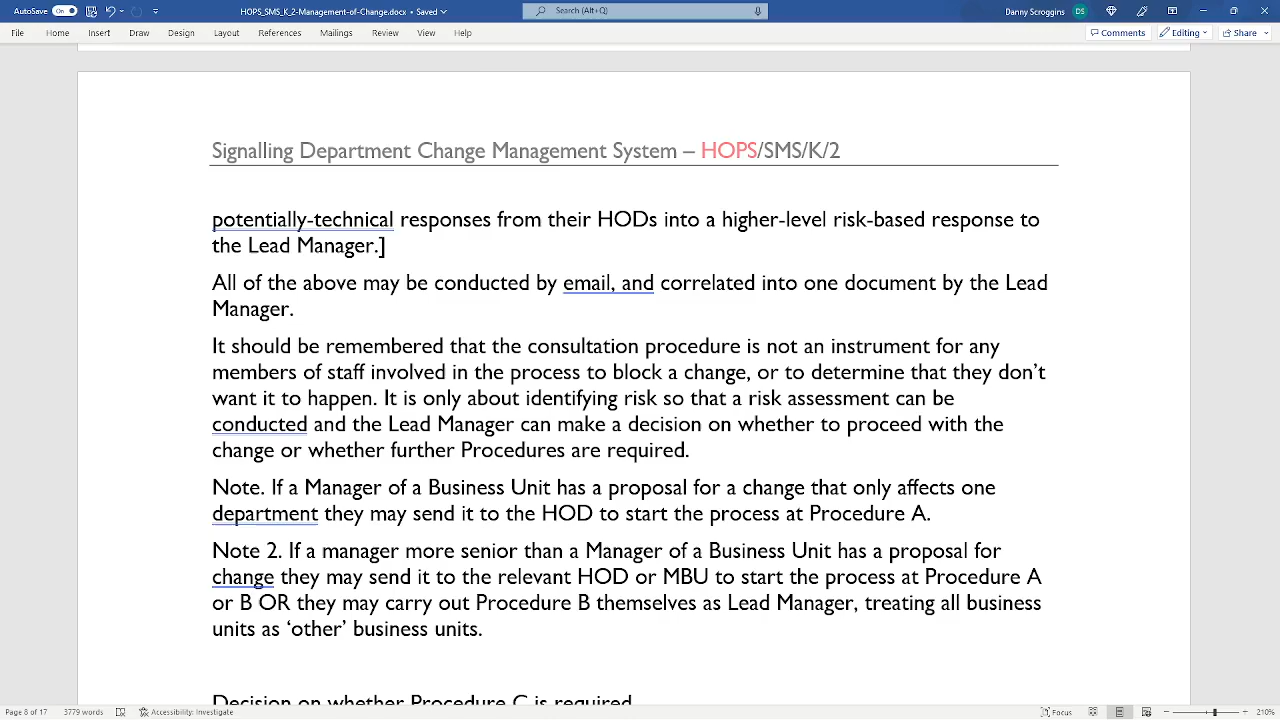 AutoSave On HOPS_SMS_K_2-Management-of-Change.docx • Saved Search (Alt+Q) Danny Scroggins DS
File Home Insert Draw Design Layout References Mailings Review View Help Comments Editing Share
Signalling Department Change Management System – HOPS/SMS/K/2
potentially-technical responses from their HODs into a higher-level risk-based response to
the Lead Manager.]
All of the above may be conducted by email, and correlated into one document by the Lead
Manager.
It should be remembered that the consultation procedure is not an instrument for any
members of staff involved in the process to block a change, or to determine that they don’t
want it to happen. It is only about identifying risk so that a risk assessment can be
conducted and the Lead Manager can make a decision on whether to proceed with the
change or whether further Procedures are required.
Note. If a Manager of a Business Unit has a proposal for a change that only affects one
department they may send it to the HOD to start the process at Procedure A.
Note 2. If a manager more senior than a Manager of a Business Unit has a proposal for
change they may send it to the relevant HOD or MBU to start the process at Procedure A
or B OR they may carry out Procedure B themselves as Lead Manager, treating all business
units as ‘other’ business units.
Decision on whether Procedure C is required
Page 8 of 17 3779 words Accessibility: Investigate Focus 210%